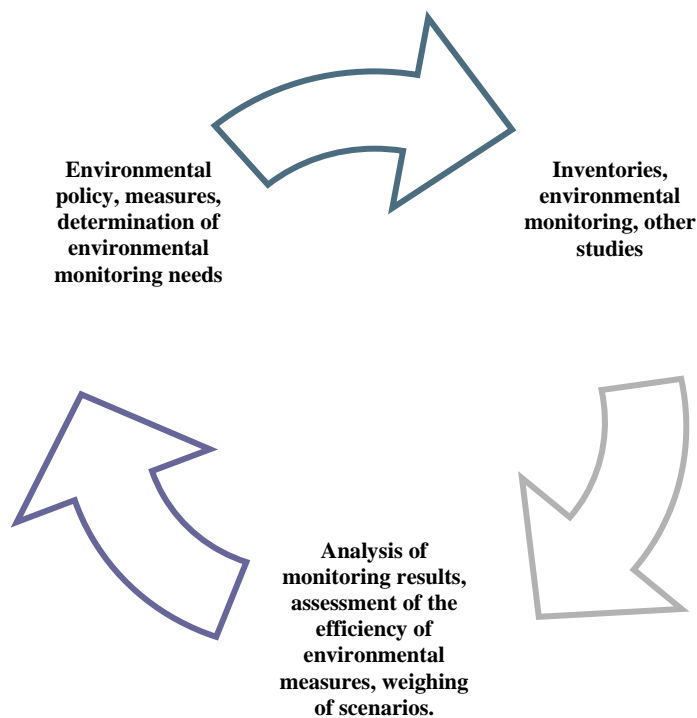 Environmental
policy, measures,
determination of
environmental
monitoring needs
Inventories,
environmental
monitoring, other
studies
Analysis of
monitoring results,
assessment of the
efficiency of
environmental
measures, weighing
of scenarios.